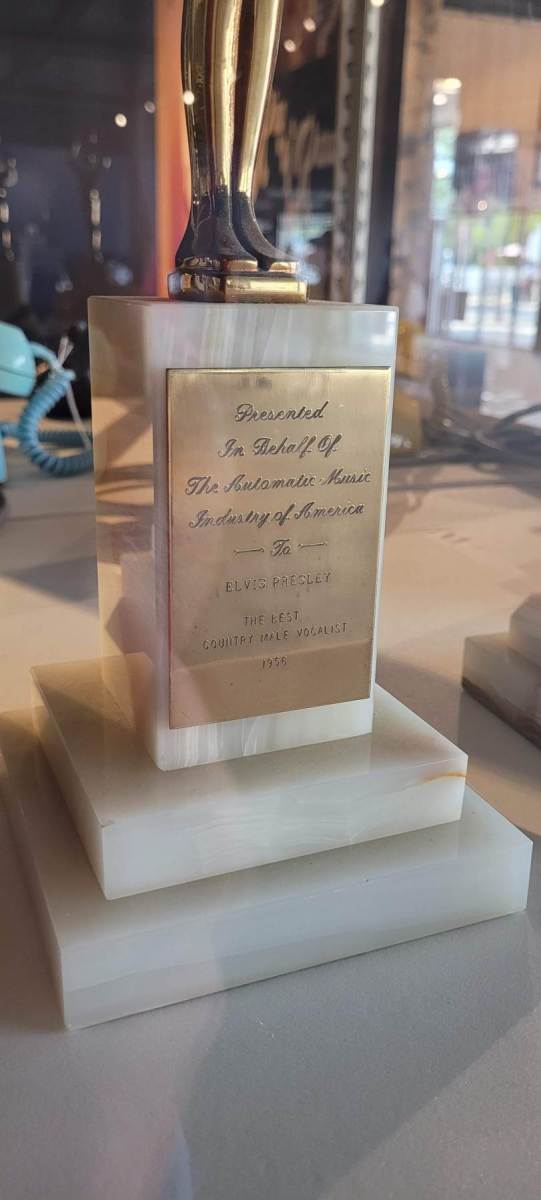 Presented
In Behalf Of
The Automatic Music
Industry of America
To
ELVIS PRESLEY
THE BEST
COUNTRY MALE VOCALIST
1956